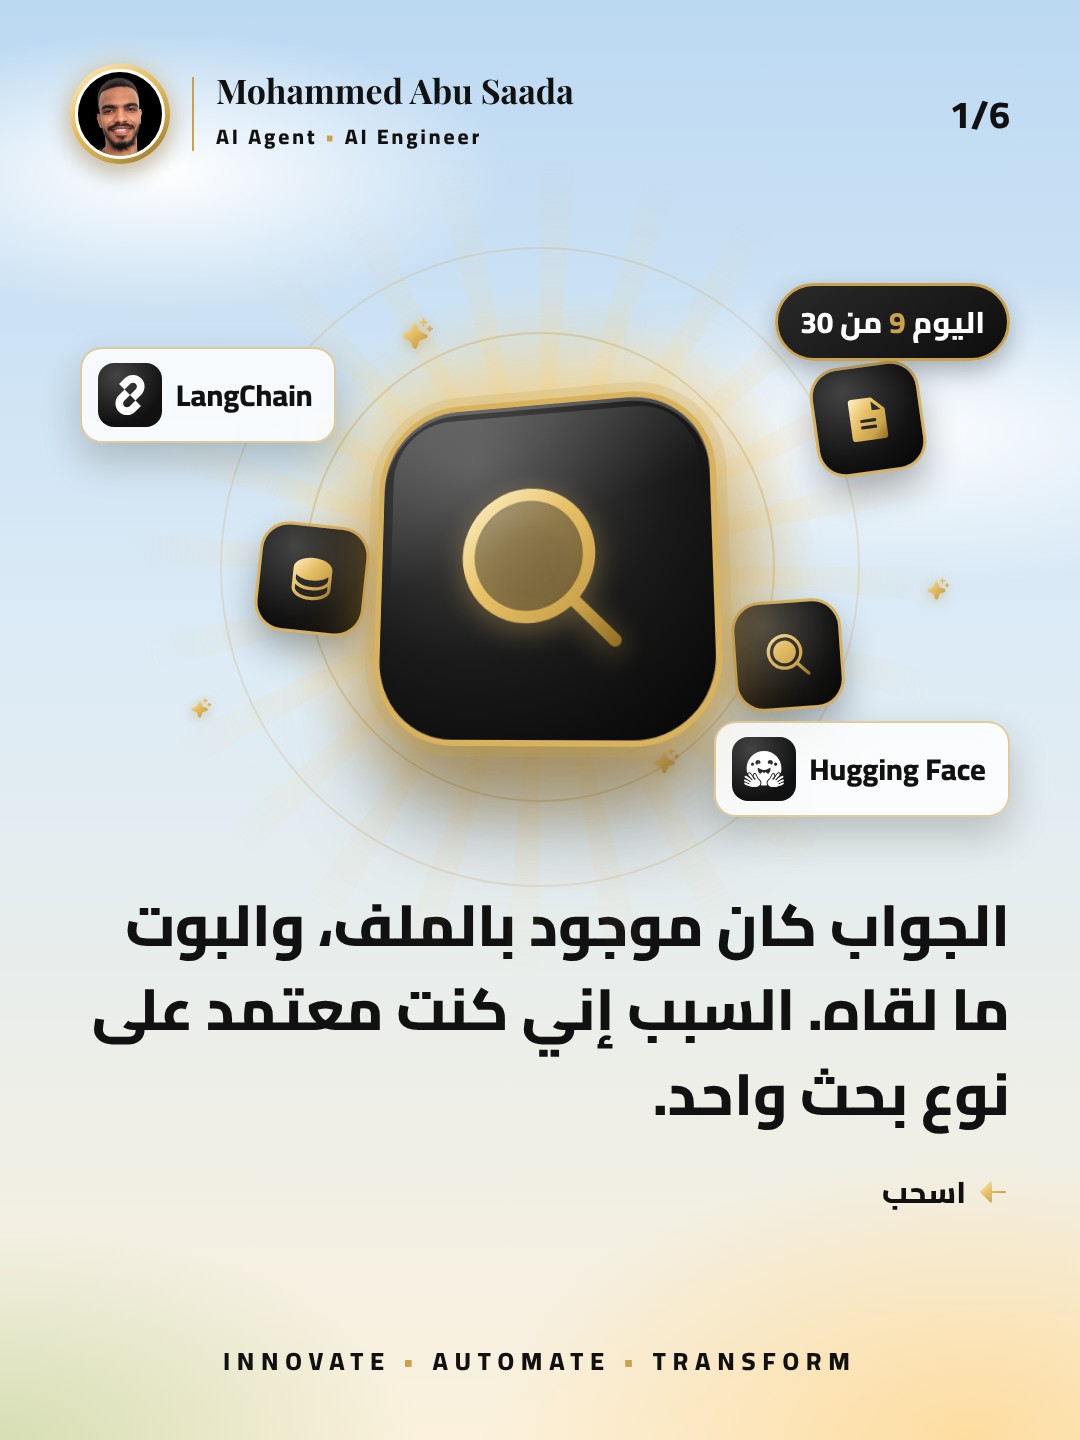 Mohammed Abu Saada
AI Agent ▪ AI Engineer
1/6
اليوم 9 من 30
LangChain
Hugging Face
الجواب كان موجود بالملف، والبوت
ما لقاه. السبب إني كنت معتمد على
نوع بحث واحد.
اسحب
INNOVATE ▪ AUTOMATE ▪ TRANSFORM